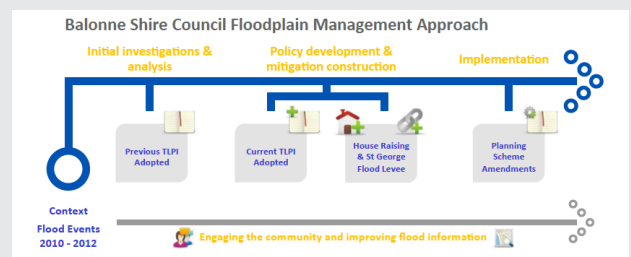 Balonne Shire Council Floodplain Management Approach
Initial investigations &
analysis
Policy development &
mitigation construction
Implementation
Previous TLPI
Adopted
Current TLPI
Adopted
House Raising
& St George
Flood Levee
Planning
Scheme
Amendments
Context
Flood Events
2010 - 2012
Engaging the community and improving flood information